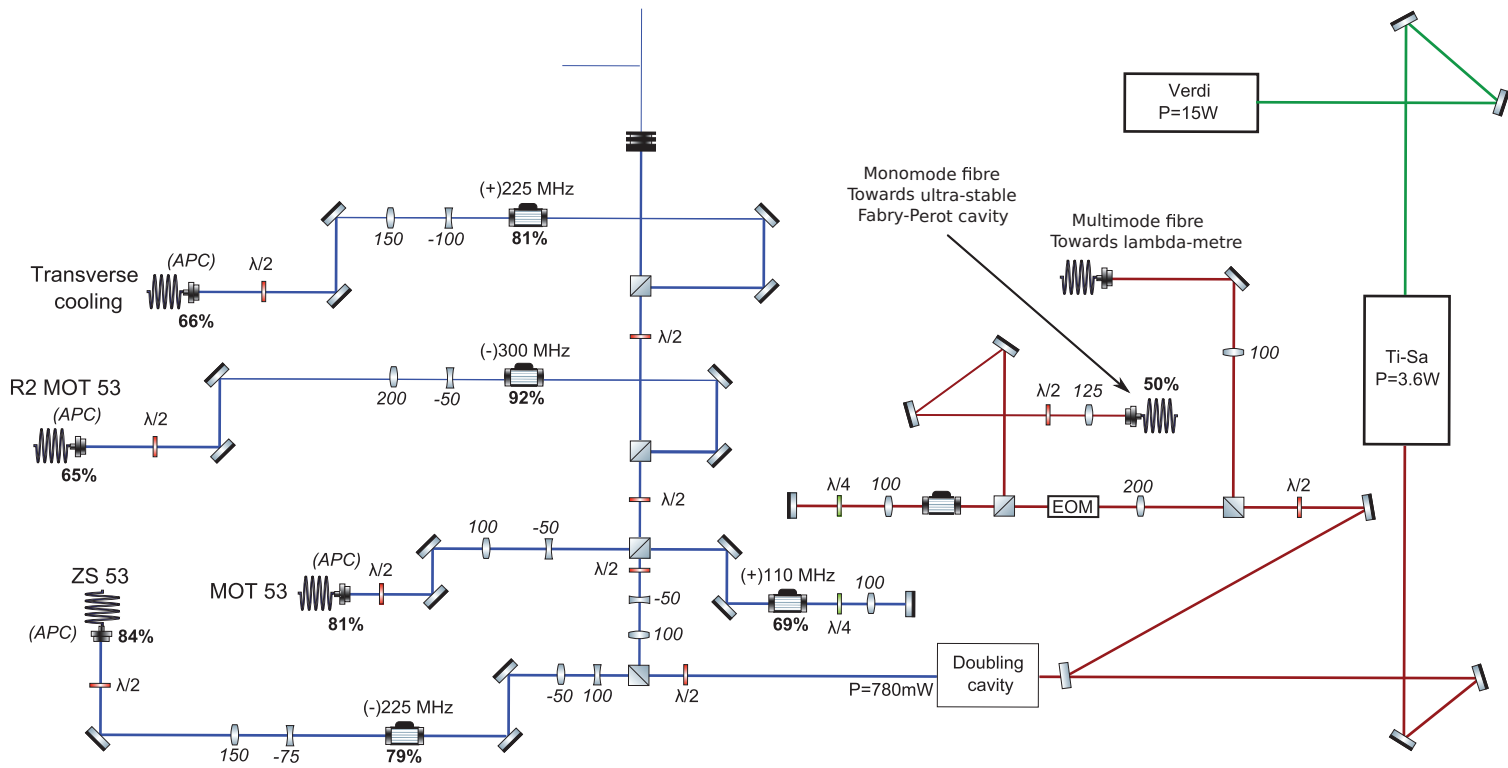 Verdi
P=15W
Monomode fibre
Towards ultra-stable
Fabry-Perot cavity
Multimode fibre
Towards lambda-metre
(+)225 MHz
81%
150
-100
(APC)
λ/2
Transverse
cooling
66%
λ/2
100
Ti-Sa
P=3.6W
(-)300 MHz
92%
200
-50
R2 MOT 53
(APC)
λ/2
65%
λ/2
125
50%
λ/2
λ/4
100
EOM
200
λ/2
100
-50
(APC)
λ/2
MOT 53
81%
λ/2
-50
100
(+)110 MHz
69%
λ/4
100
ZS 53
(APC)
84%
λ/2
150
-75
(-)225 MHz
79%
-50
100
λ/2
P=780mW
Doubling
cavity